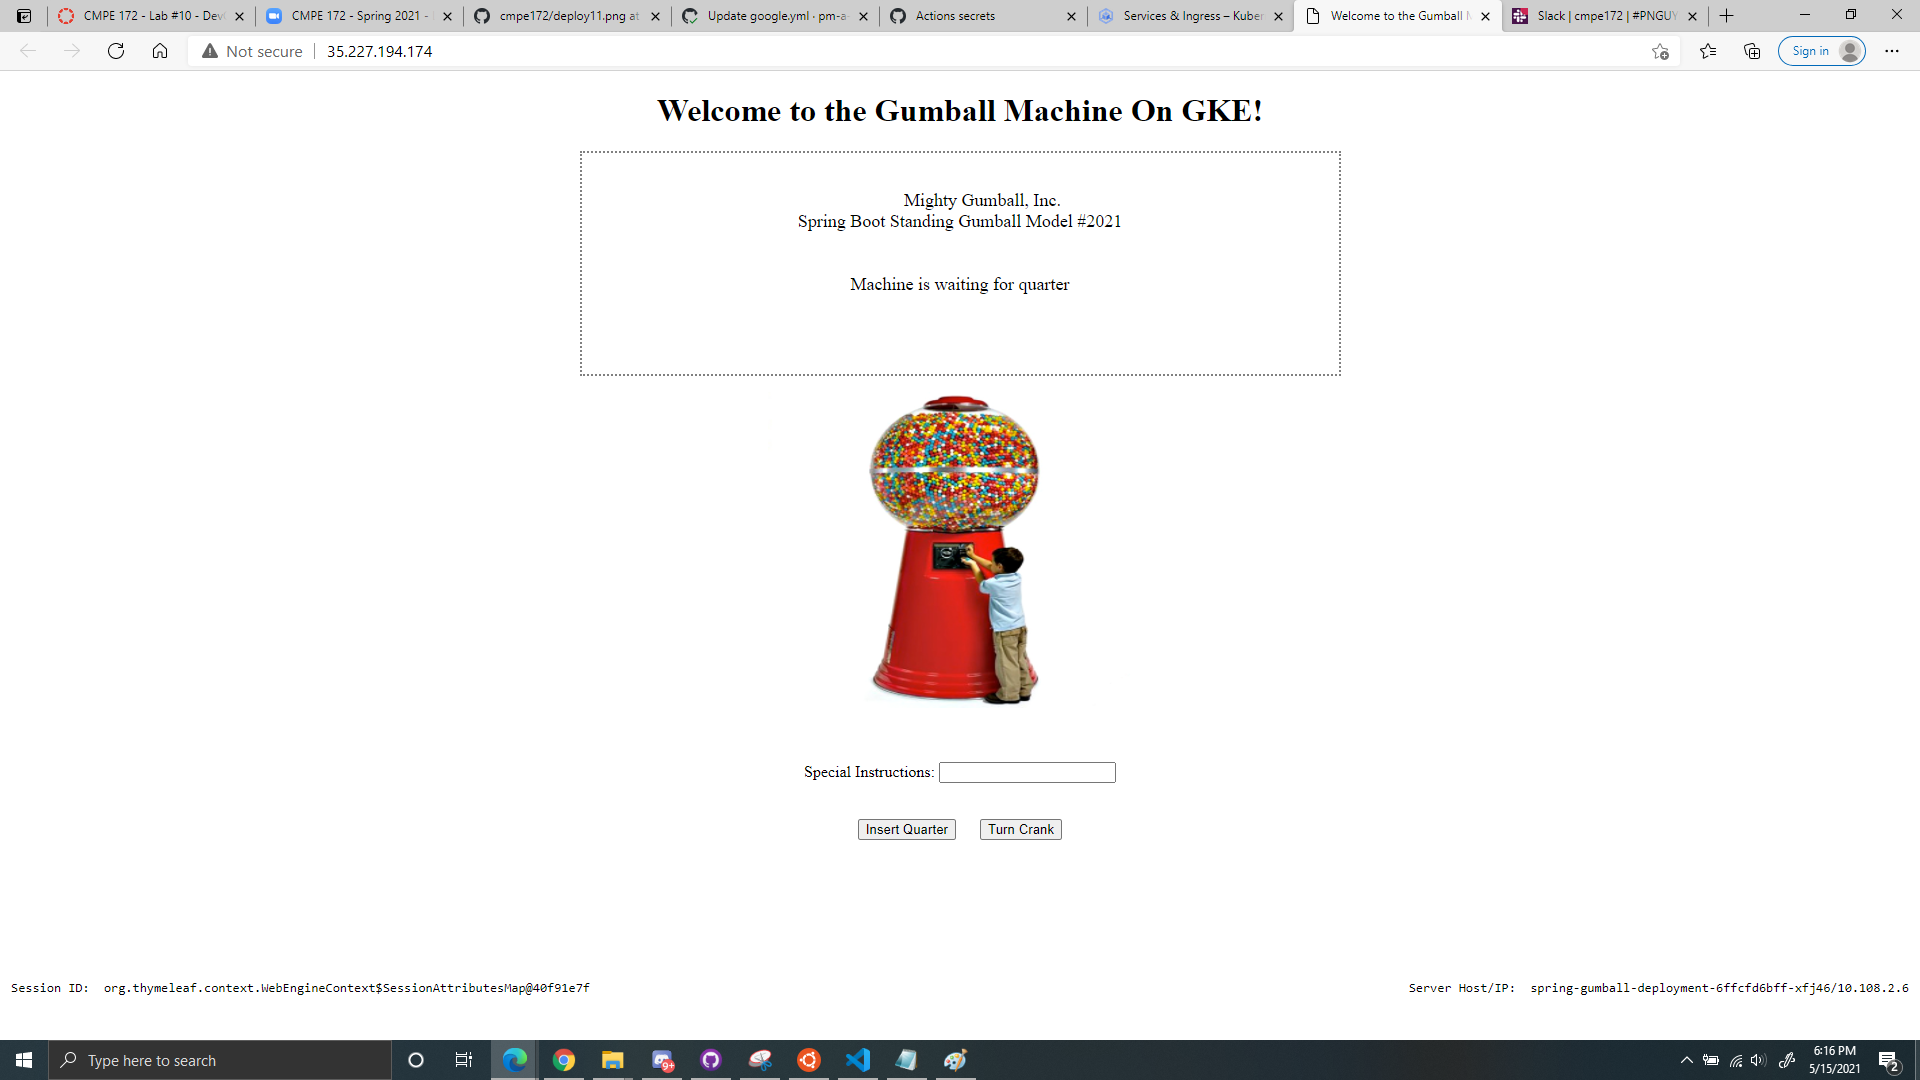 CMPE 172 - Lab #10 - Dev
CMPE 172 - Spring 2021 -
cmpe172/deploy11.png at
Update google.yml · pm-a-
Actions secrets
Services & Ingress – Kuber
Welcome to the Gumball M
Slack | cmpe172 | #PNGUY
Not secure
35.227.194.174
Sign in
Welcome to the Gumball Machine On GKE!
Mighty Gumball, Inc.
Spring Boot Standing Gumball Model #2021
Machine is waiting for quarter
Special Instructions:
Insert Quarter
Turn Crank
Session ID: org.thymeleaf.context.WebEngineContext$SessionAttributesMap@40f91e7f
Server Host/IP: spring-gumball-deployment-6ffcfd6bff-xfj46/10.108.2.6
Type here to search
9+
6:16 PM
5/15/2021
2